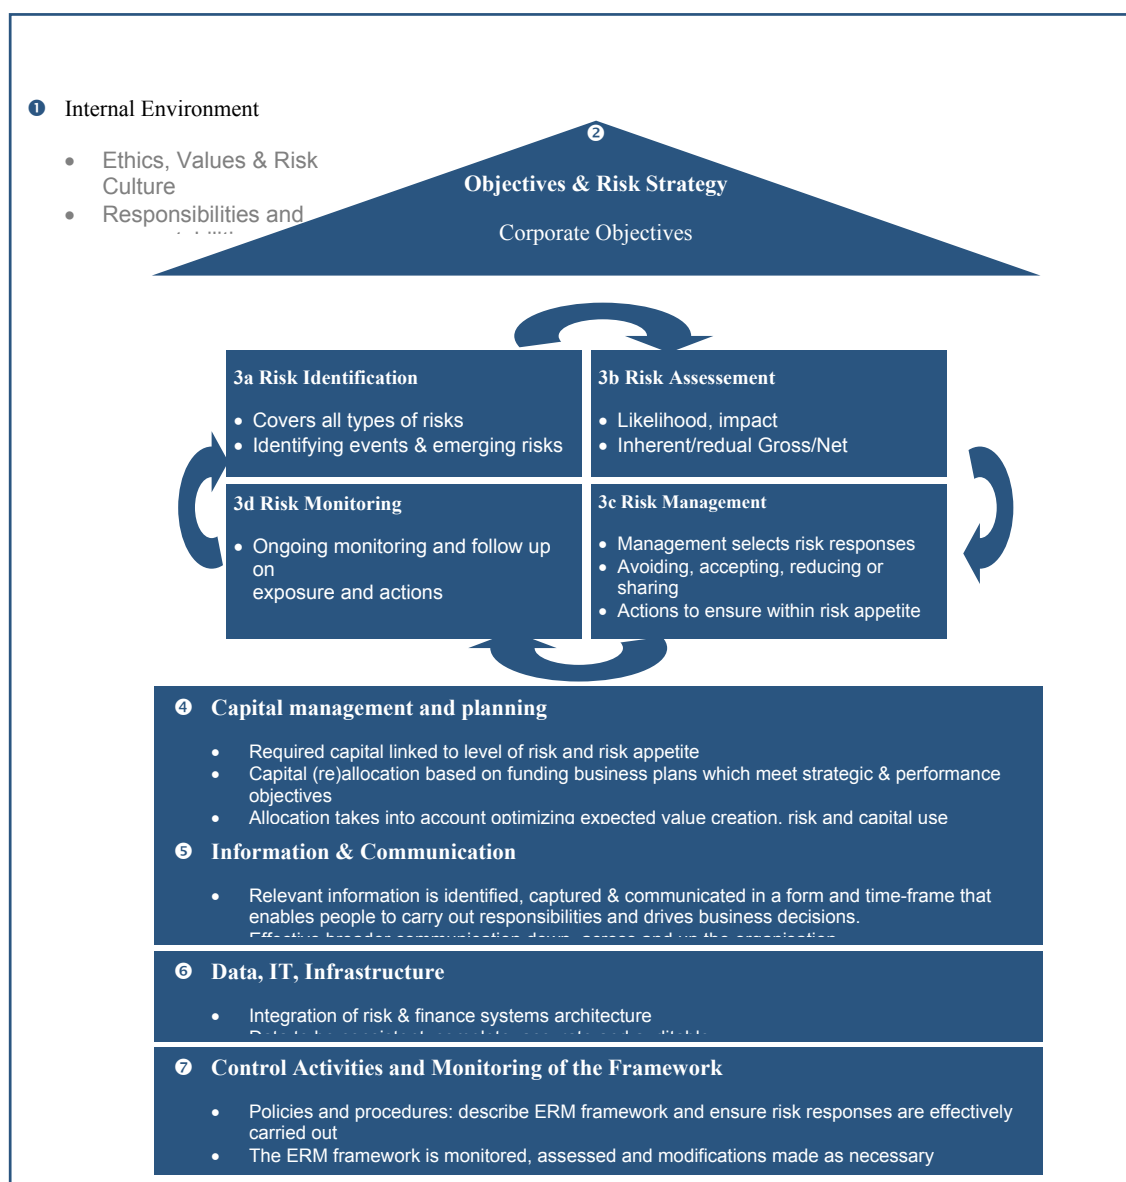 ❶ Internal Environment
• Ethics, Values & Risk
Culture
• Responsibilities and
❷
Objectives & Risk Strategy
Corporate Objectives
3a Risk Identification
• Covers all types of risks
• Identifying events & emerging risks
3b Risk Assessement
• Likelihood, impact
• Inherent/redual Gross/Net
3d Risk Monitoring
• Ongoing monitoring and follow up
on
exposure and actions
3c Risk Management
• Management selects risk responses
• Avoiding, accepting, reducing or
sharing
• Actions to ensure within risk appetite
❹ Capital management and planning
• Required capital linked to level of risk and risk appetite
• Capital (re)allocation based on funding business plans which meet strategic & performance
objectives
• Allocation takes into account optimizing expected value creation, risk and capital use
❺ Information & Communication
• Relevant information is identified, captured & communicated in a form and time-frame that
enables people to carry out responsibilities and drives business decisions.
Effective broader communication down, across and up the organisation
❻ Data, IT, Infrastructure
• Integration of risk & finance systems architecture
❼ Control Activities and Monitoring of the Framework
• Policies and procedures: describe ERM framework and ensure risk responses are effectively
carried out
• The ERM framework is monitored, assessed and modifications made as necessary